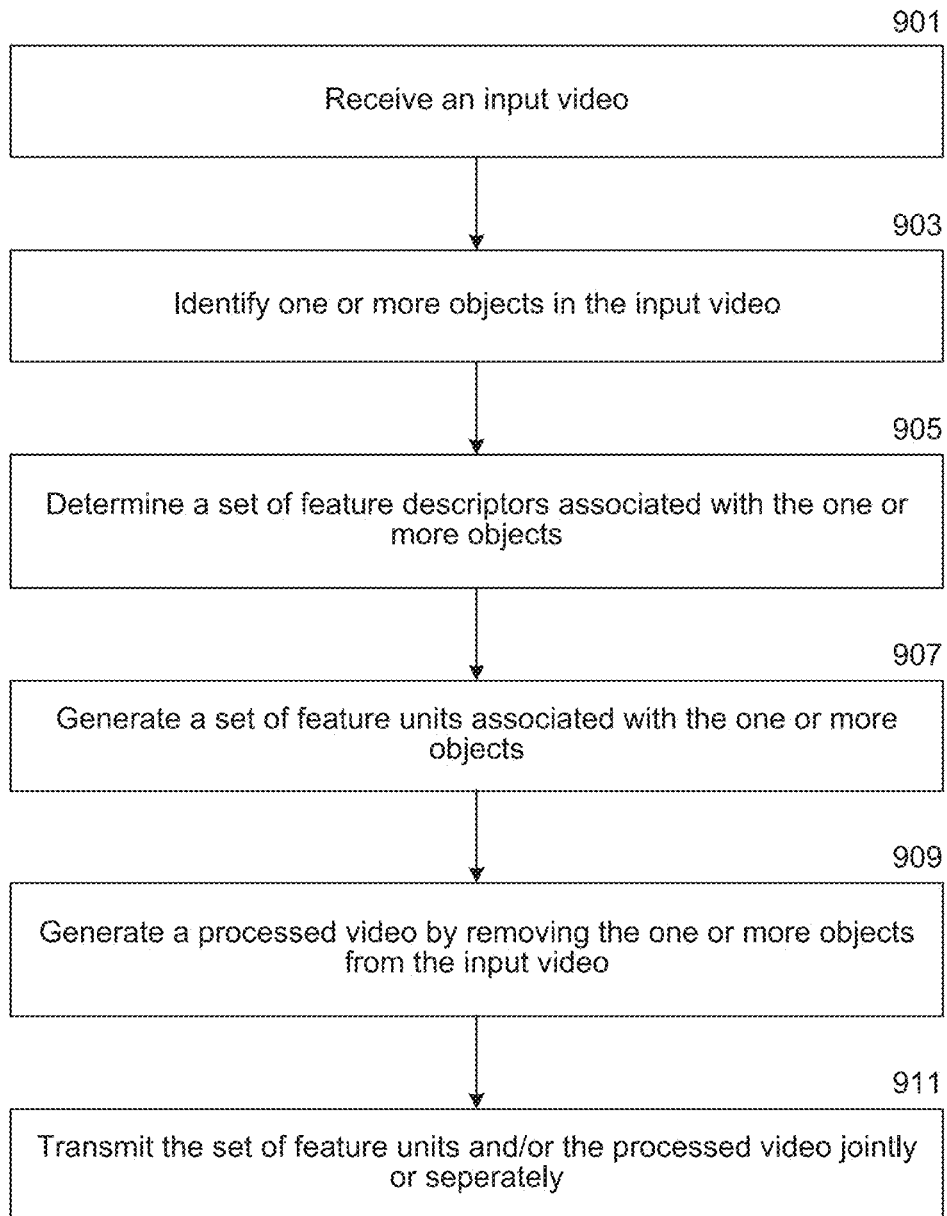 901
Receive an input video
903
Identify one or more objects in the input video
905
Determine a set of feature descriptors associated with the one or
more objects
907
Generate a set of feature units associated with the one or more
objects
909
Generate a processed video by removing the one or more objects
from the input video
911
Transmit the set of feature units and/or the processed video jointly
or seperately